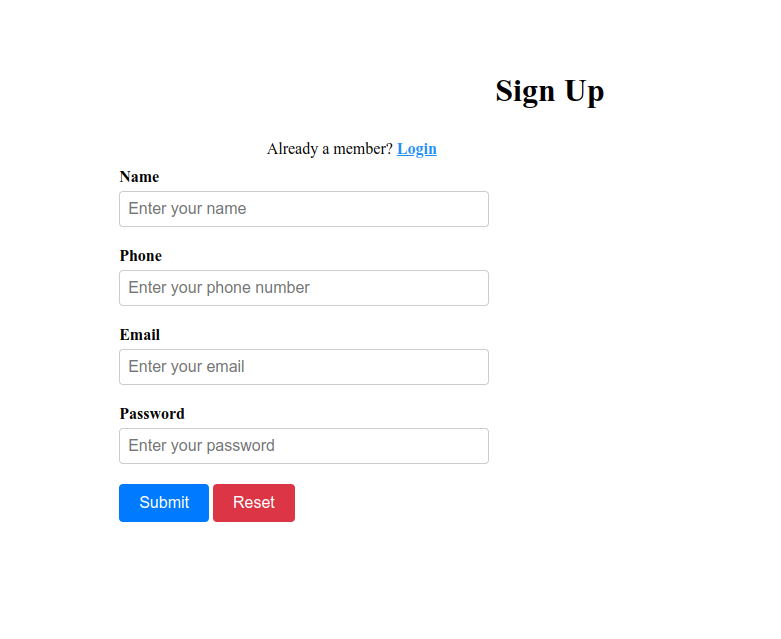 Sign Up
Already a member? Login
Name
Enter your name
Phone
Enter your phone number
Email
Enter your email
Password
Enter your password
Submit Reset